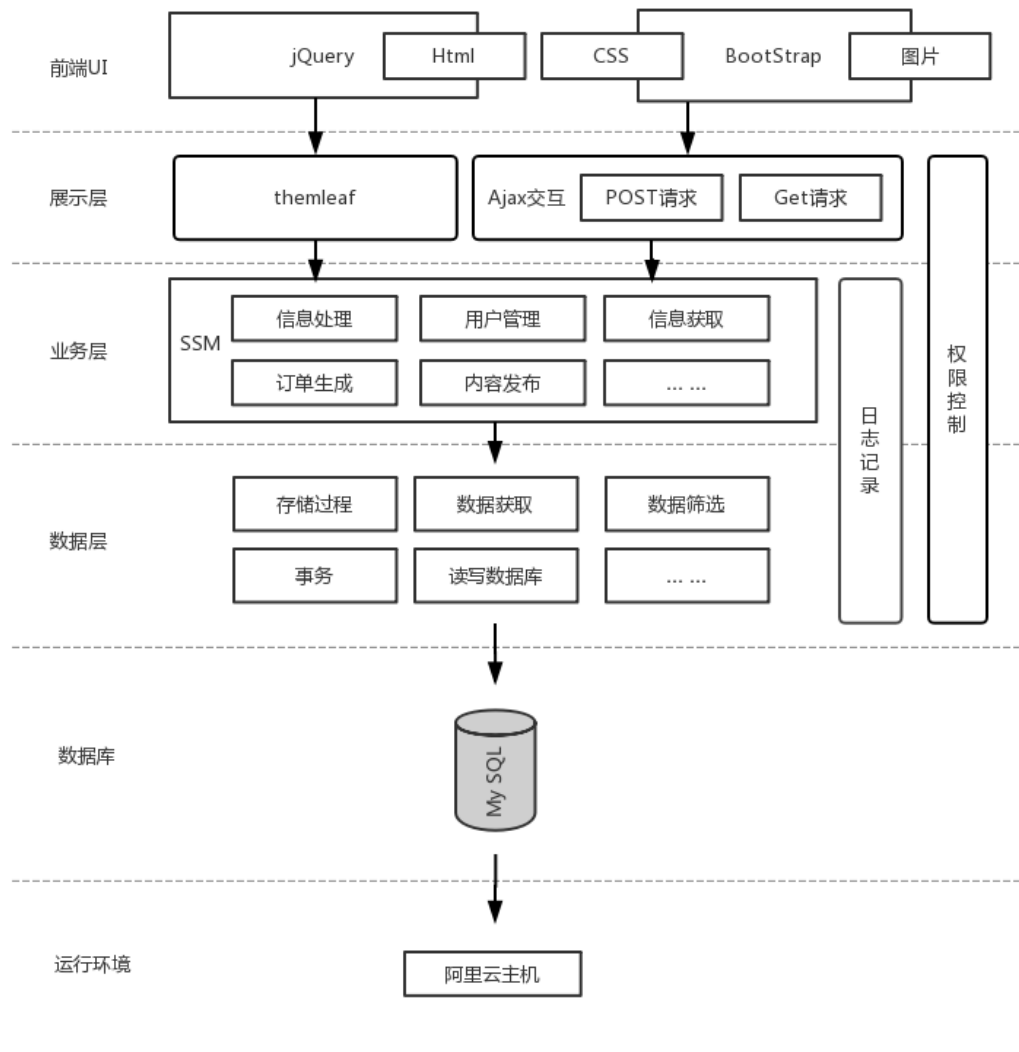 前端UI
jQuery
Html
CSS
BootStrap
图片
展示层
themleaf
Ajax交互
POST请求
Get请求
业务层
SSM
信息处理
用户管理
信息获取
订单生成
内容发布
... ...
日志记录
权限控制
数据层
存储过程
数据获取
数据筛选
事务
读写数据库
... ...
数据库
My SQL
运行环境
阿里云主机